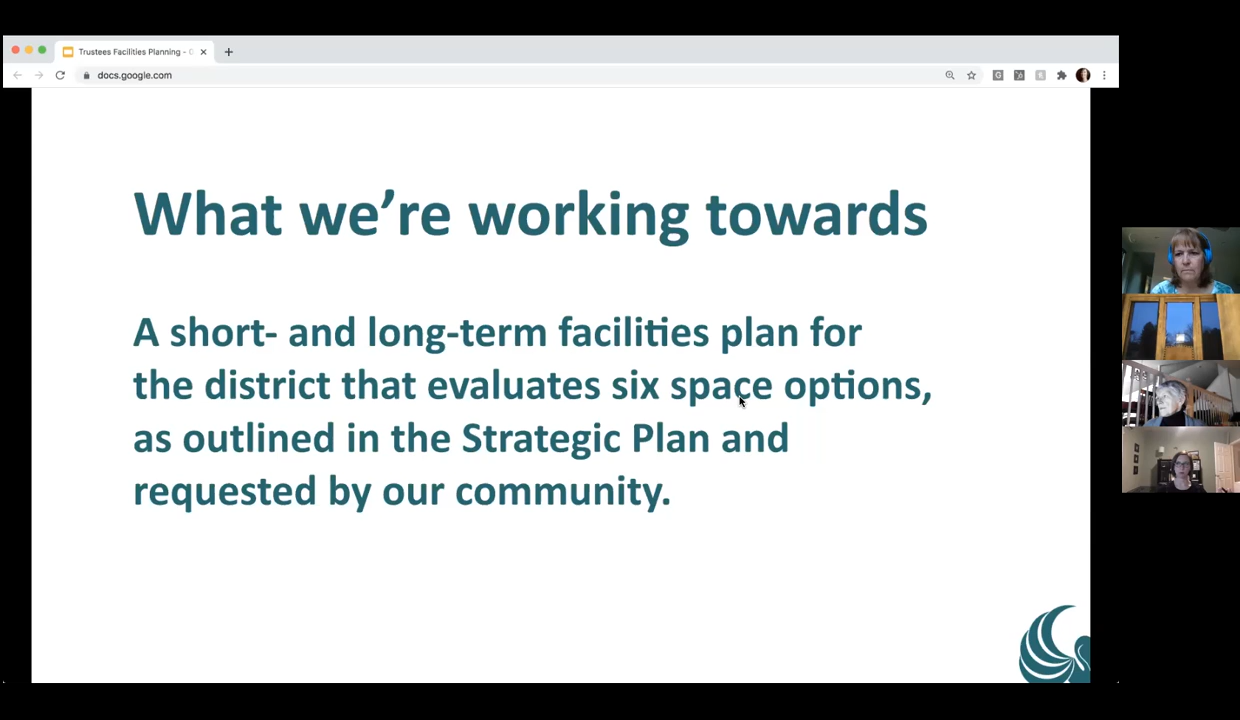 Trustees Facilities Planning -
docs.google.com
What we're working towards
A short- and long-term facilities plan for
the district that evaluates six space options,
as outlined in the Strategic Plan and
requested by our community.